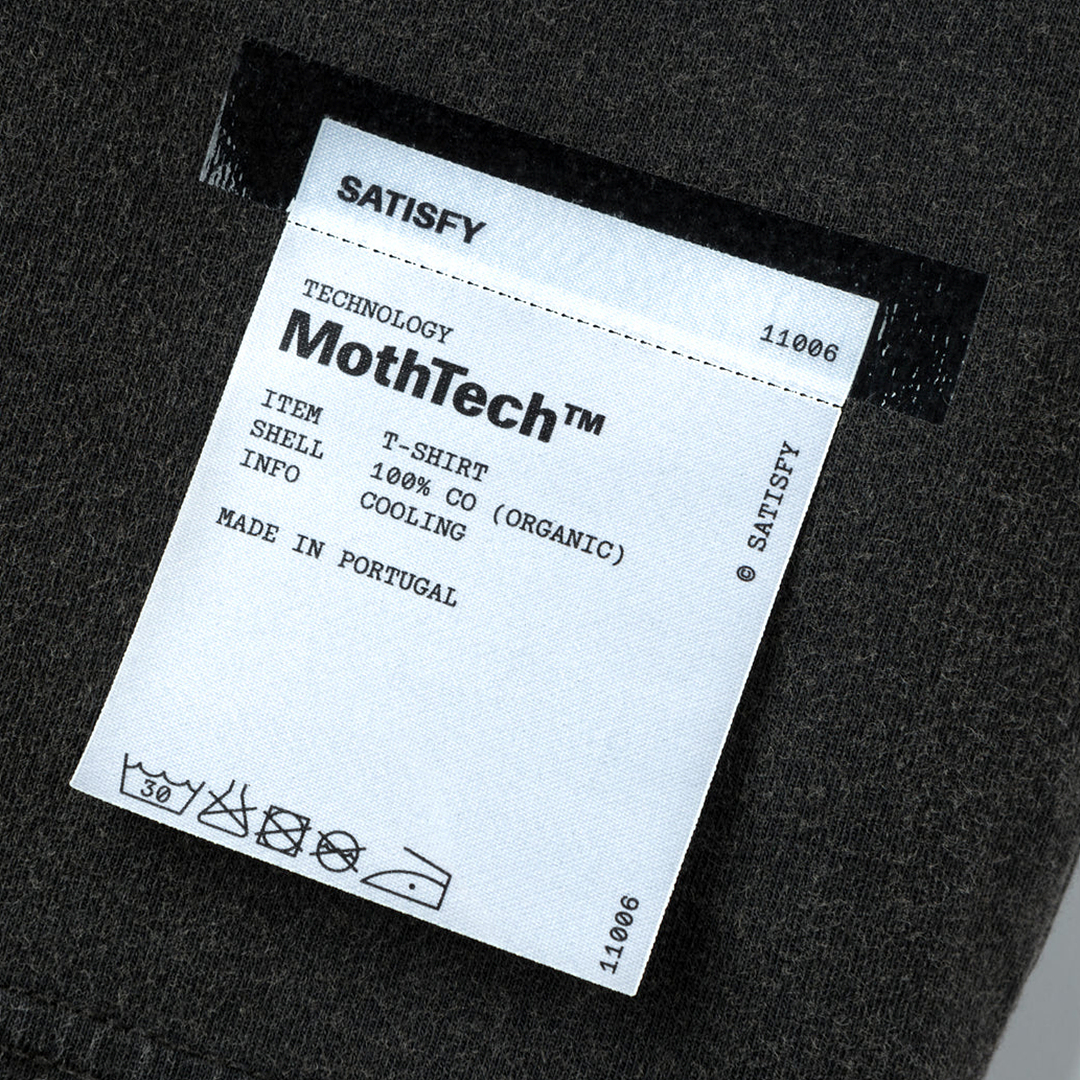 SATISFY
11006
TECHNOLOGY
MothTech™
ITEM T-SHIRT
SHELL 100% CO (ORGANIC)
INFO COOLING
MADE IN PORTUGAL
© SATISFY
30
11006